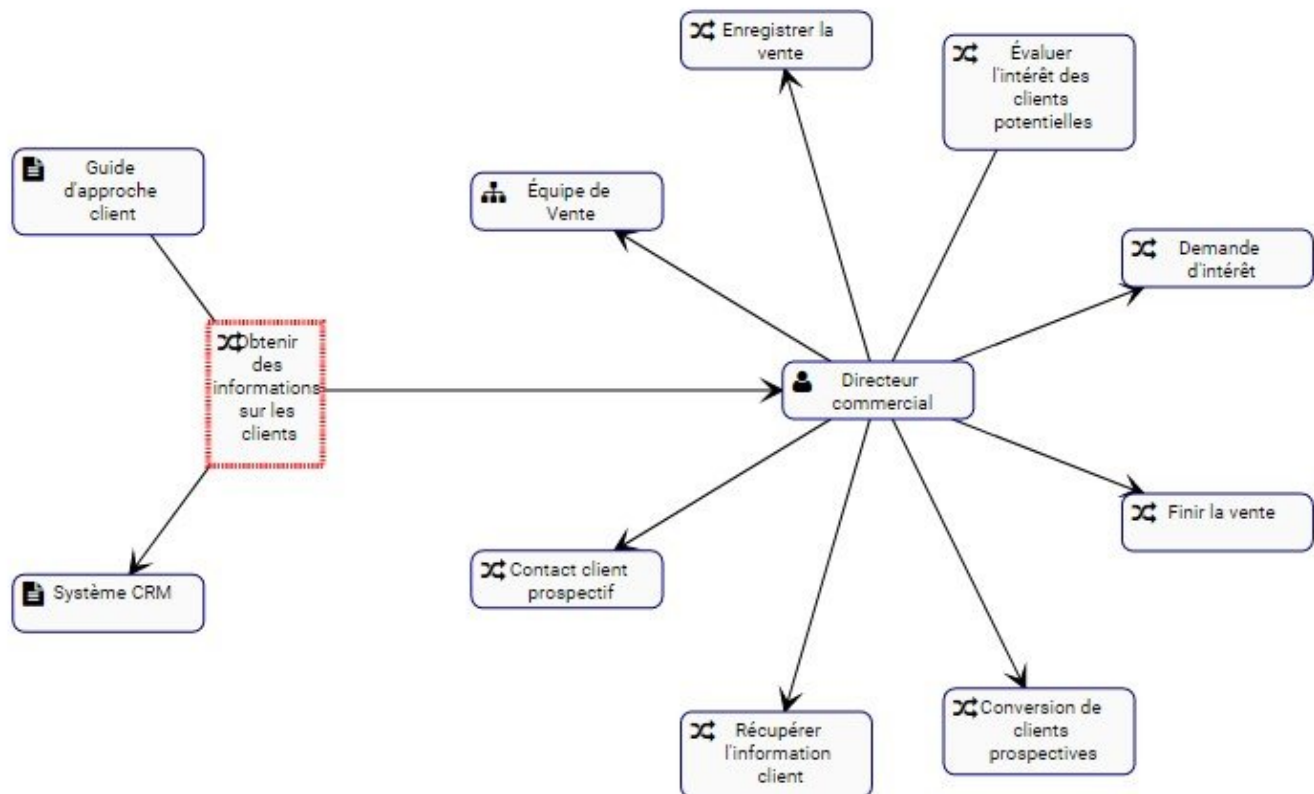 Enregistrer la
vente
Évaluer
l'intérêt des
clients
potentielles
Guide
d'approche
client
Équipe de
Vente
Demande
d'intérêt
Obtenir
des
informations
sur les
clients
Directeur
commercial
Finir la vente
Contact client
prospectif
Système CRM
Récupérer
l'information
client
Conversion de
clients
prospectives